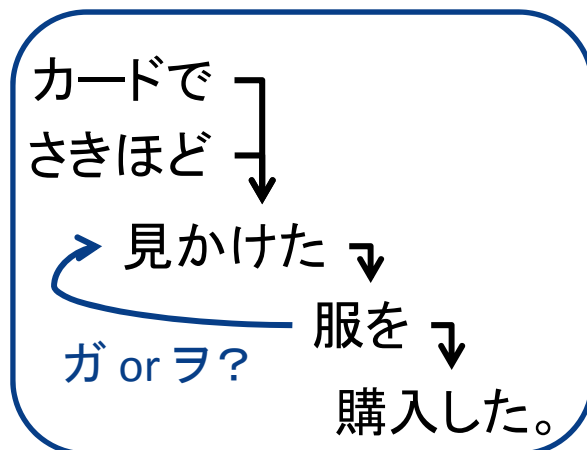 カードで
さきほど
見かけた
服を
ガ or ヲ?
購入した。